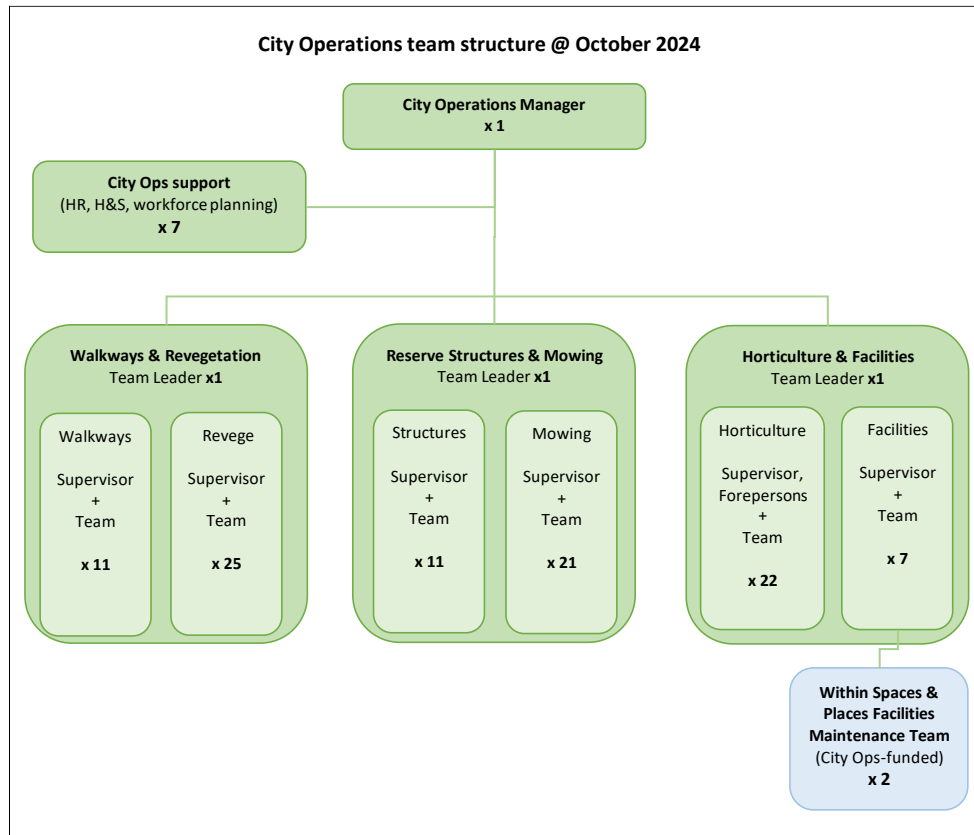 City Operations team structure @ October 2024
City Operations Manager
x 1
City Ops support
(HR, H&S, workforce planning)
x 7
Walkways & Revegetation
Team Leader x1
Walkways
Supervisor
+
Team
x 11
Revege
Supervisor
+
Team
x 25
Reserve Structures & Mowing
Team Leader x1
Structures
Supervisor
+
Team
x 11
Mowing
Supervisor
+
Team
x 21
Horticulture & Facilities
Team Leader x1
Horticulture
Supervisor,
Forepersons
+
Team
x 22
Facilities
Supervisor
+
Team
x 7
Within Spaces &
Places Facilities
Maintenance Team
(City Ops-funded)
x 2